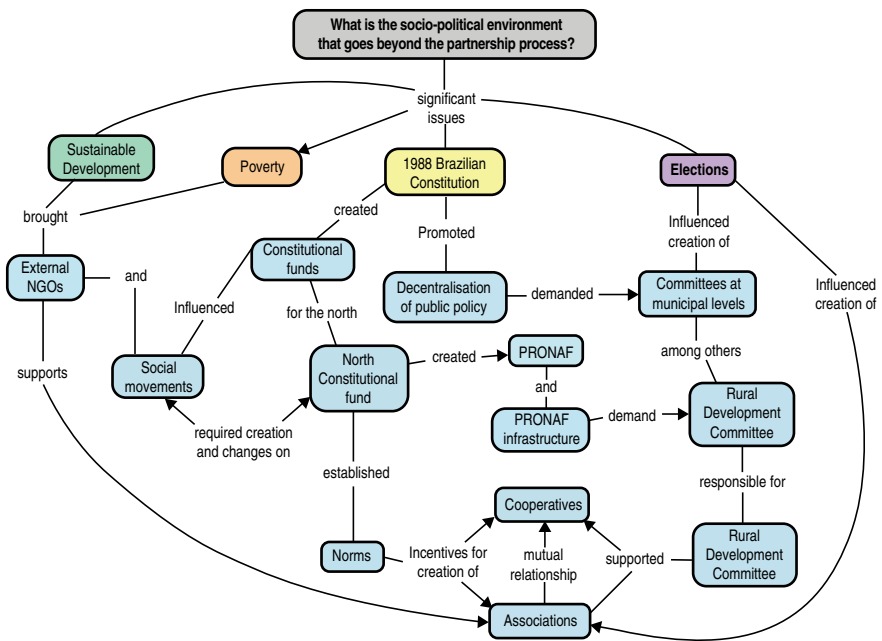 What is the socio-political environment
that goes beyond the partnership process?
significant
issues
Sustainable
Development
Poverty
1988 Brazilian
Constitution
Elections
brought
created
Promoted
Influenced
creation of
External
NGOs
and
Constitutional
funds
Decentralisation
of public policy
demanded
Committees at
municipal levels
Influenced
creation of
Influenced
for the north
among others
supports
Social
movements
North
Constitutional
fund
created
PRONAF
and
PRONAF
infrastructure
demand
Rural
Development
Committee
required creation
and changes on
established
responsible for
Cooperatives
Norms
Incentives for
creation of
mutual
relationship
supported
Rural
Development
Committee
Associations